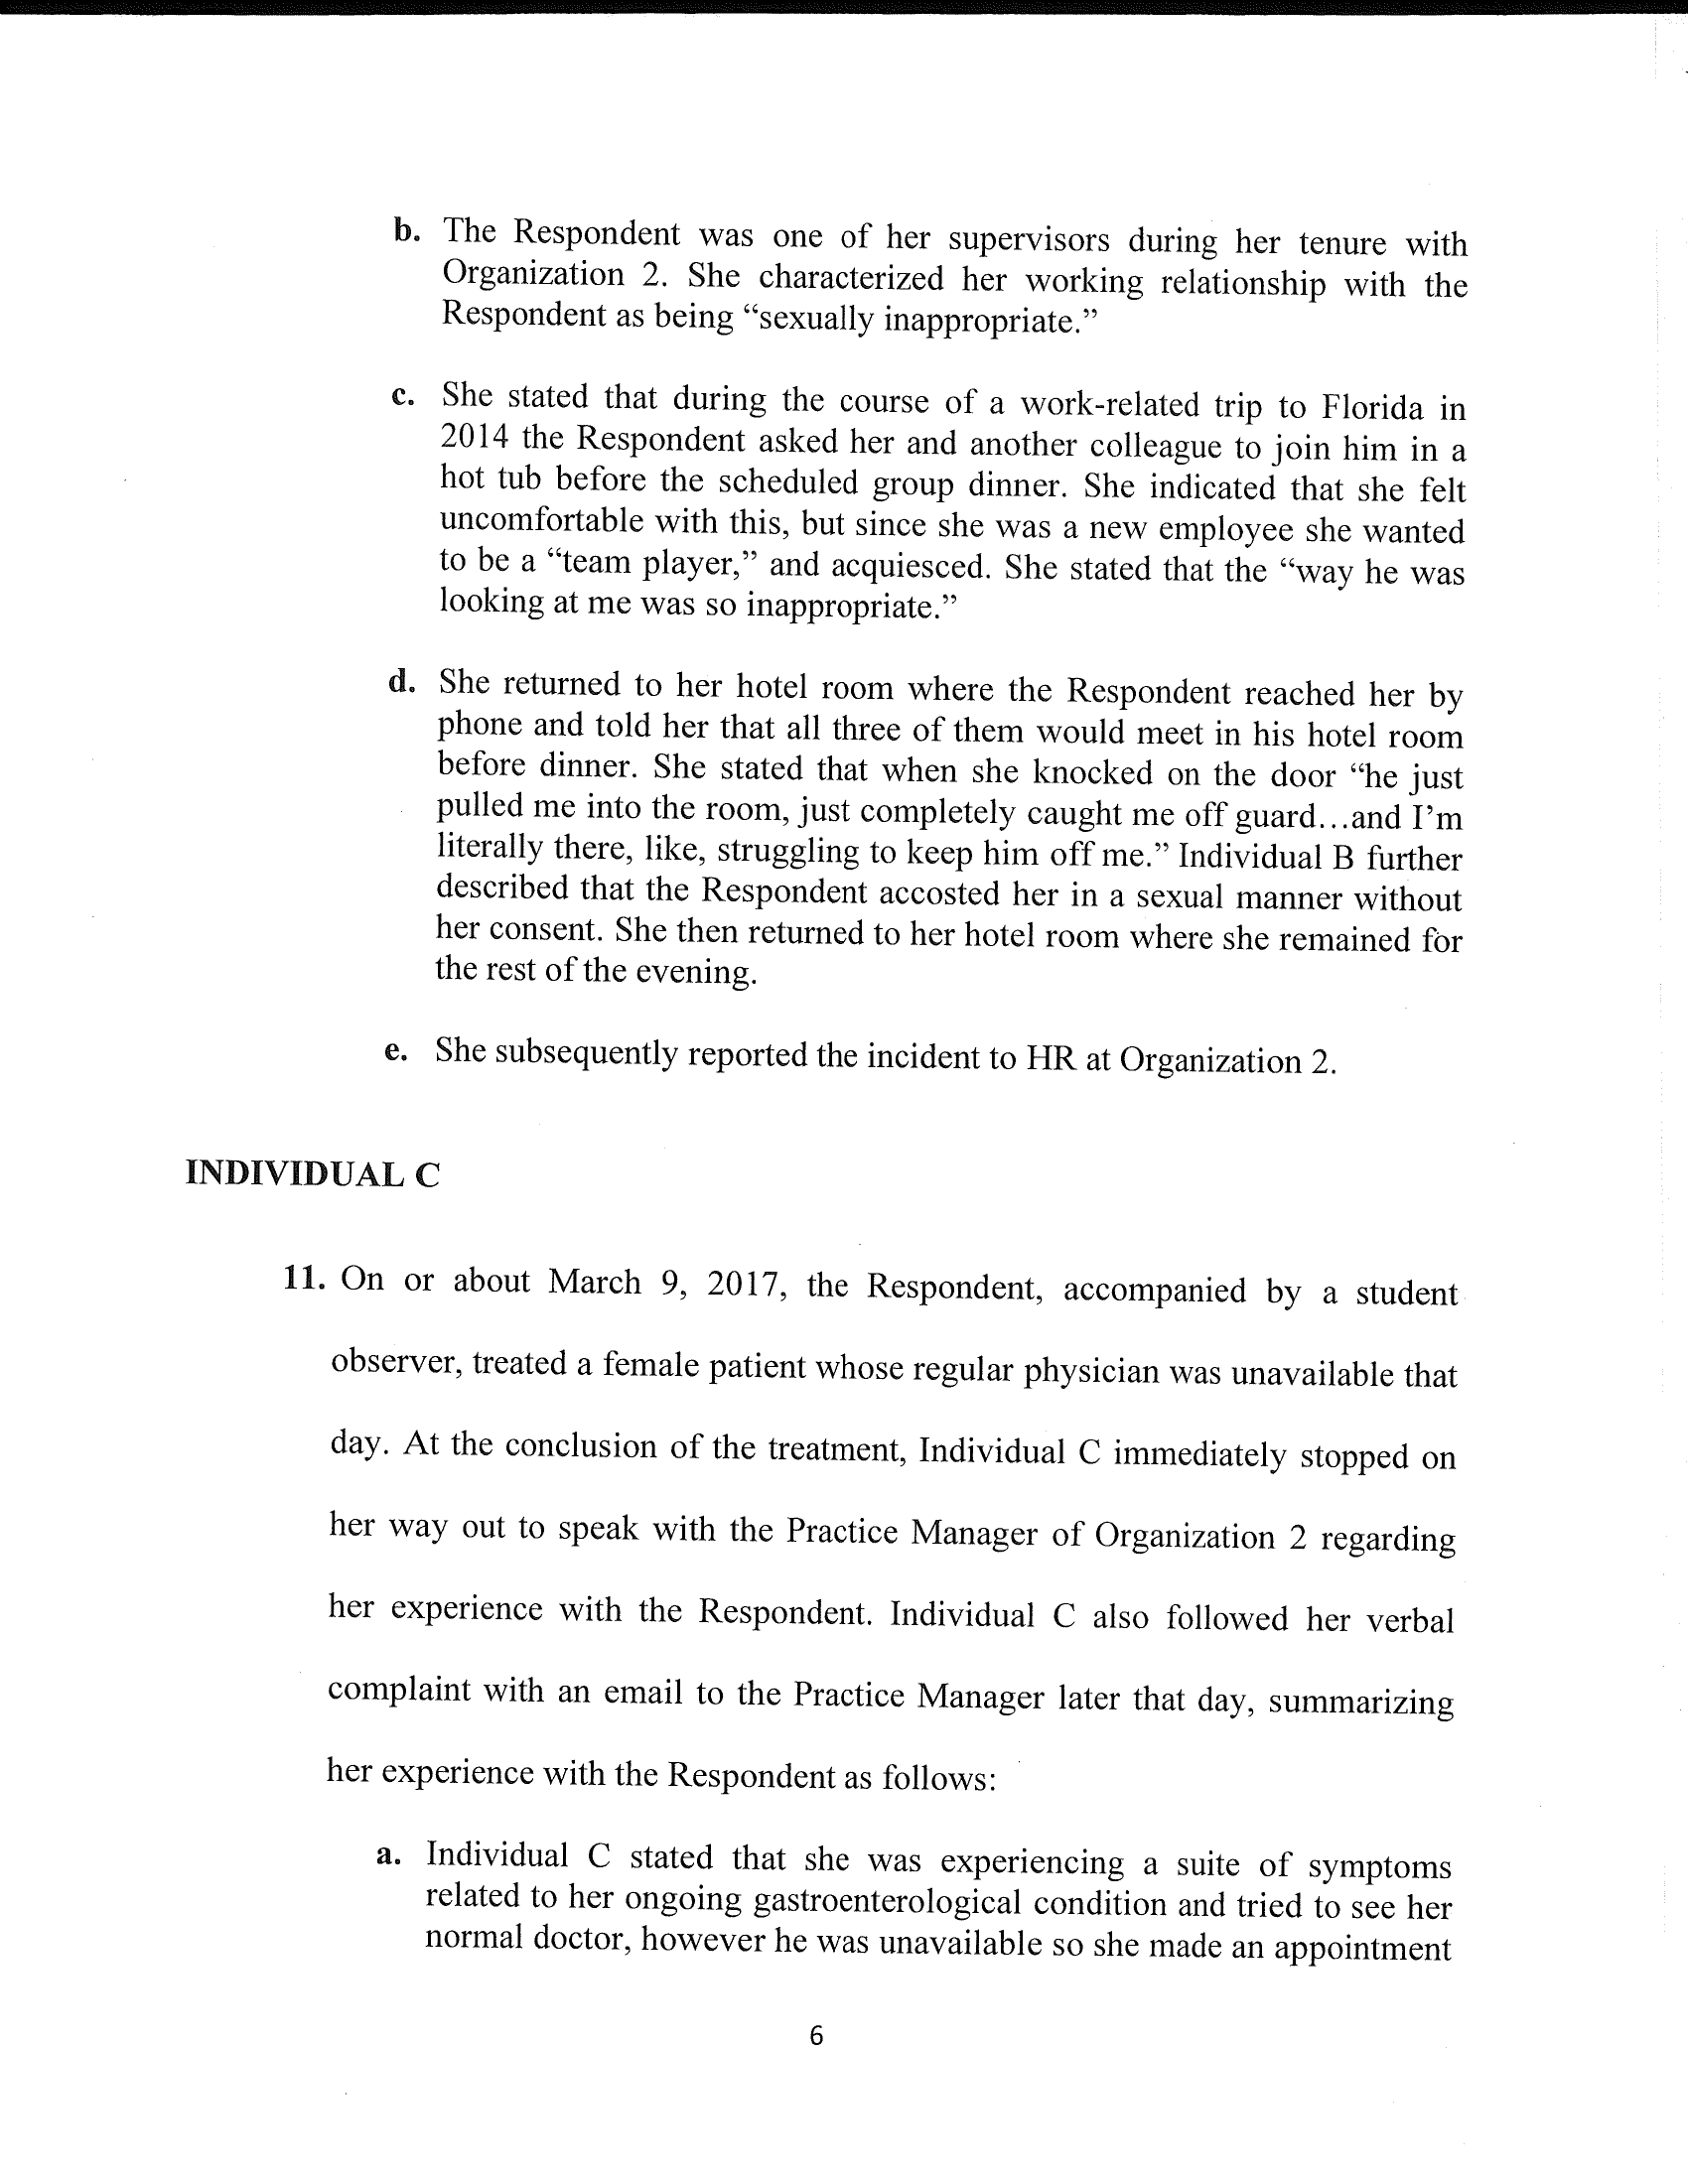 b. The Respondent was one of her supervisors during her tenure with
Organization 2. She characterized her working relationship with the
Respondent as being “sexually inappropriate.”
c. She stated that during the course of a work-related trip to Florida in
2014 the Respondent asked her and another colleague to join him in a
hot tub before the scheduled group dinner. She indicated that she felt
uncomfortable with this, but since she was a new employee she wanted
to be a “team player,” and acquiesced. She stated that the “way he was
looking at me was so inappropriate.”
d. She returned to her hotel room where the Respondent reached her by
phone and told her that all three of them would meet in his hotel room
before dinner. She stated that when she knocked on the door “he just
pulled me into the room, just completely caught me off guard…and I’m
literally there, like, struggling to keep him off me.” Individual B further
described that the Respondent accosted her in a sexual manner without
her consent. She then returned to her hotel room where she remained for
the rest of the evening.
e. She subsequently reported the incident to HR at Organization 2.
INDIVIDUAL C
11. On or about March 9, 2017, the Respondent, accompanied by a student
observer, treated a female patient whose regular physician was unavailable that
day. At the conclusion of the treatment, Individual C immediately stopped on
her way out to speak with the Practice Manager of Organization 2 regarding
her experience with the Respondent. Individual C also followed her verbal
complaint with an email to the Practice Manager later that day, summarizing
her experience with the Respondent as follows:
a. Individual C stated that she was experiencing a suite of symptoms
related to her ongoing gastroenterological condition and tried to see her
normal doctor, however he was unavailable so she made an appointment
6